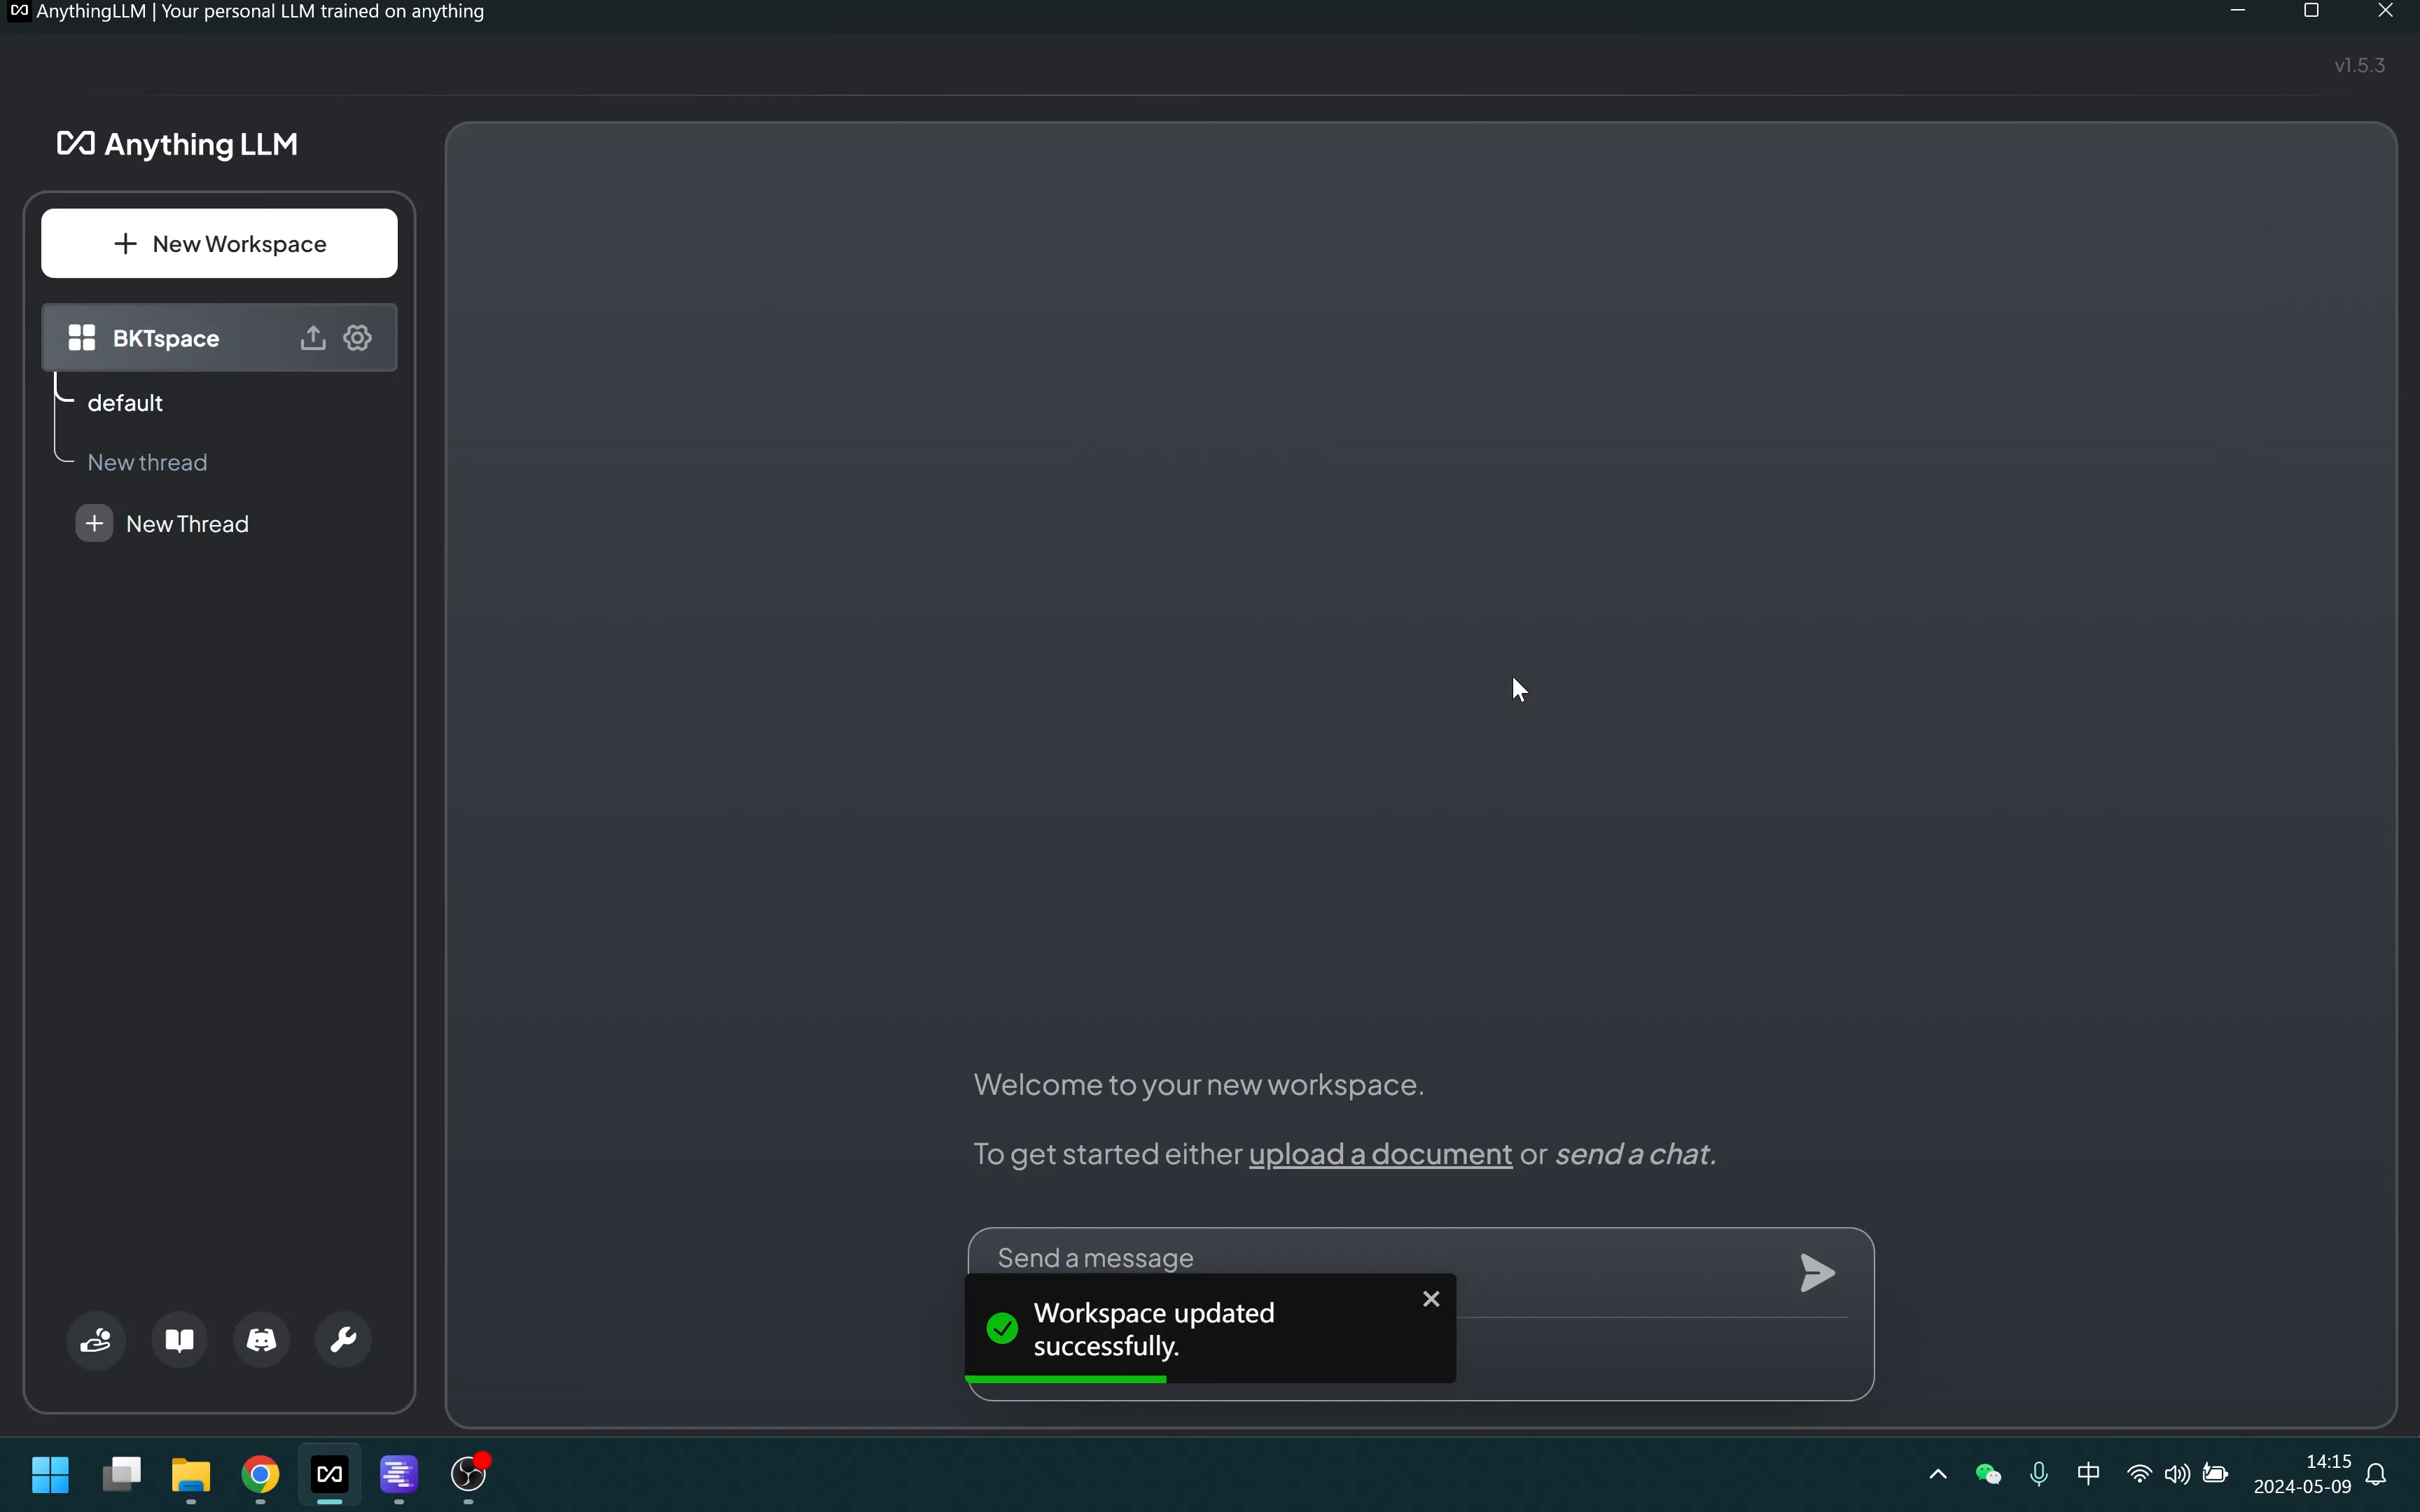 AnythingLLM | Your personal LLM trained on anything
v1.5.3
Anything LLM
New Workspace
BKTspace
default
New thread
New Thread
Welcome to your new workspace.
To get started either upload a document or send a chat.
Send a message
Workspace updated
successfully.
中
14:15
2024-05-09